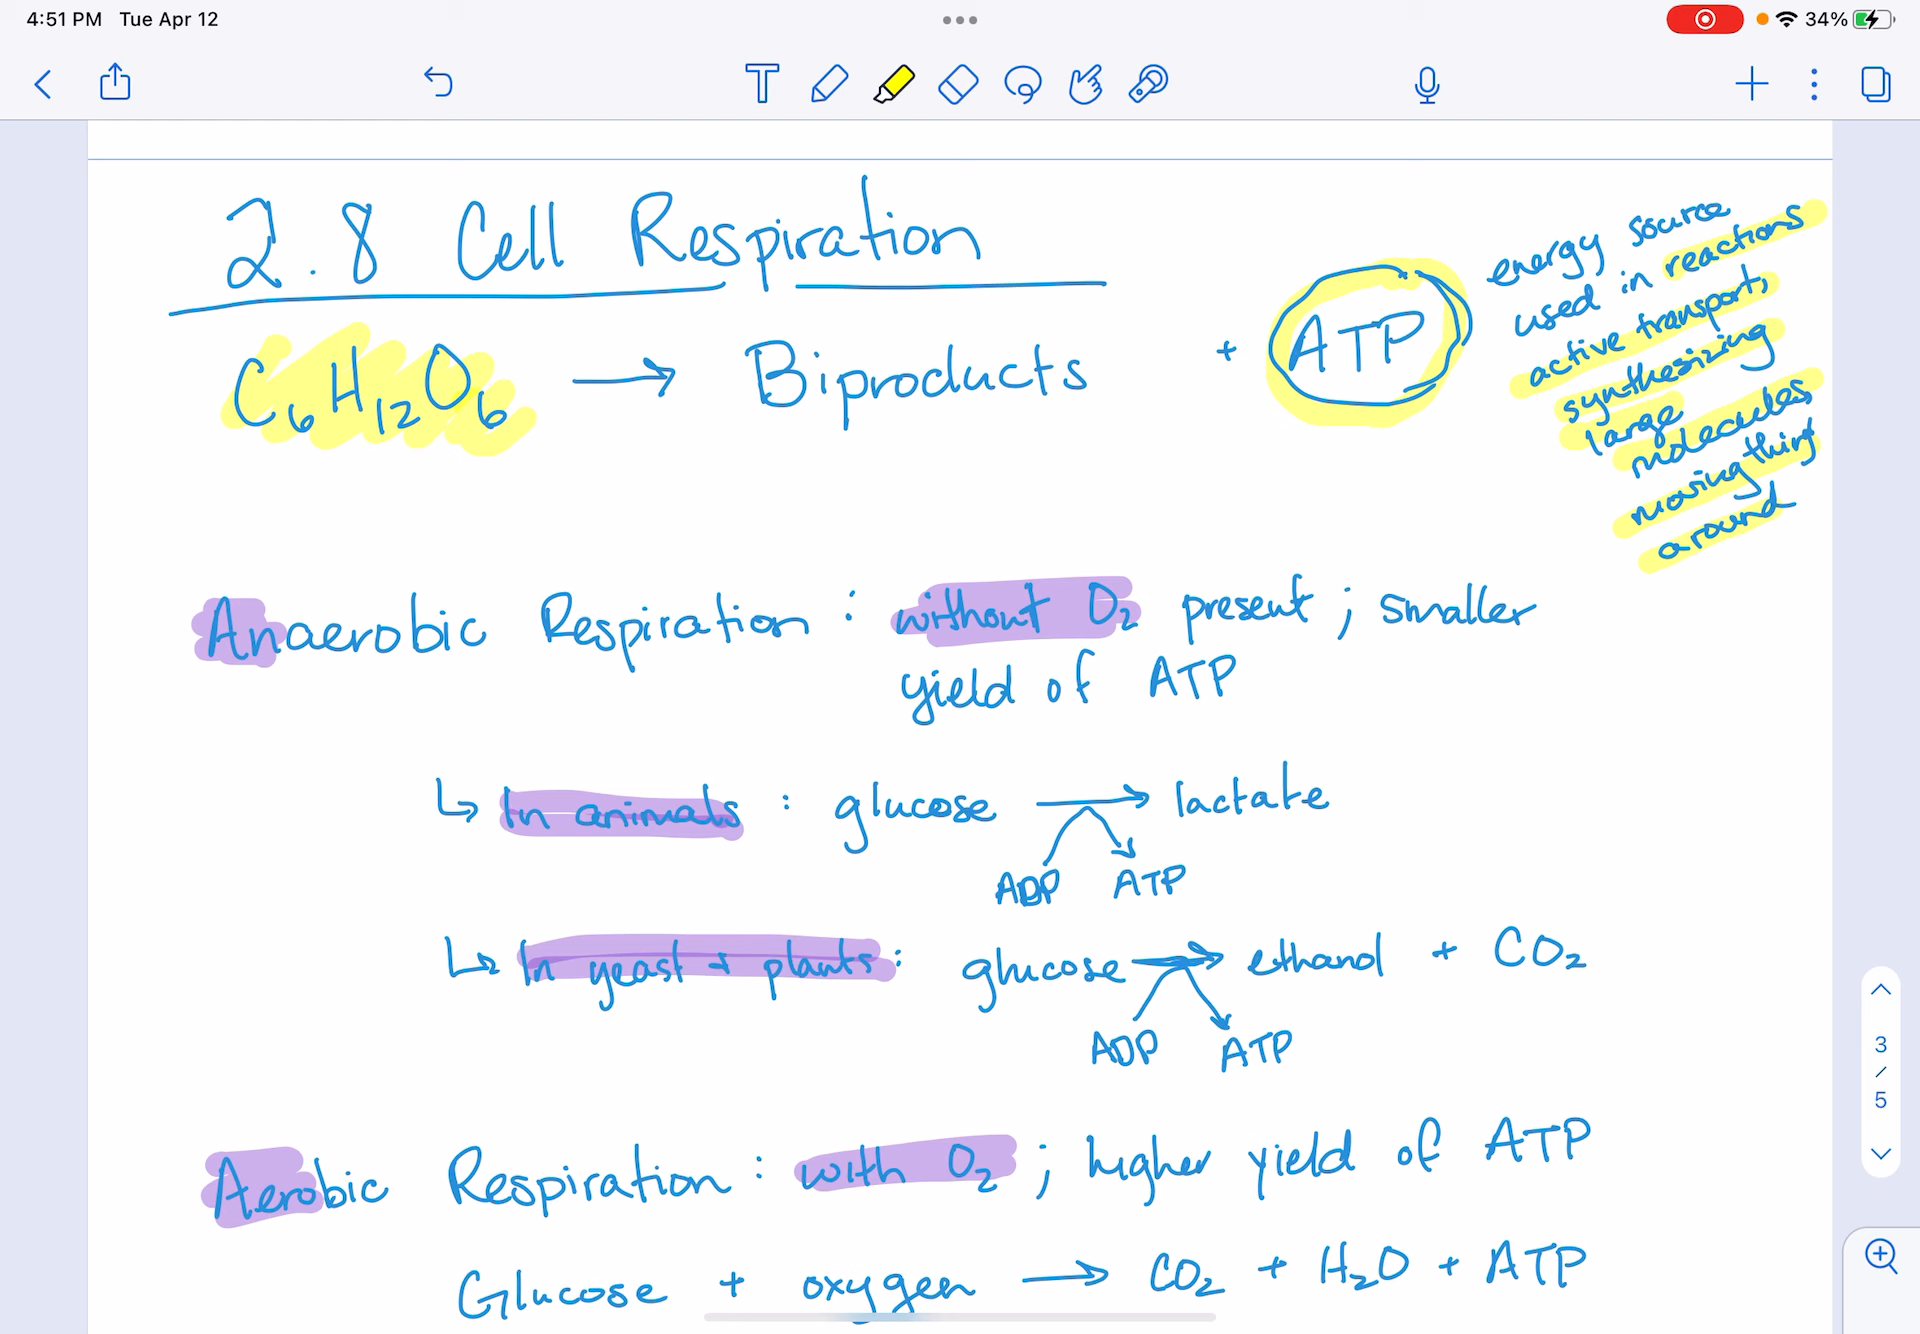 4:51 PM Tue Apr 12
34%
2.8 Cell Respiration
C₆H₁₂O₆ → Biproducts + ATP
energy source
used in reactions
active transport,
synthesizing
large
molecules
moving thing
around
Anaerobic Respiration : without O₂ present ; smaller
yield of ATP
↳ In animals : glucose → lactate
ADP ATP
↳ In yeast + plants : glucose → ethanol + CO₂
ADP ATP
Aerobic Respiration : with O₂ ; higher yield of ATP
Glucose + oxygen → CO₂ + H₂O + ATP
3
/
5